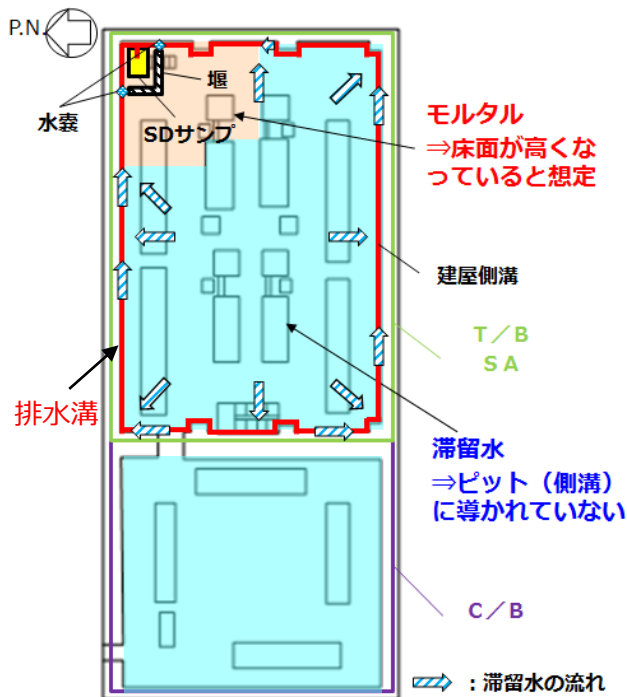 P.N.
堰
水嚢
SDサンプ
モルタル
⇒床面が高くな
っていると想定
建屋側溝
T/B
SA
排水溝
滞留水
⇒ピット（側溝）
に導かれていない
C/B
：滞留水の流れ